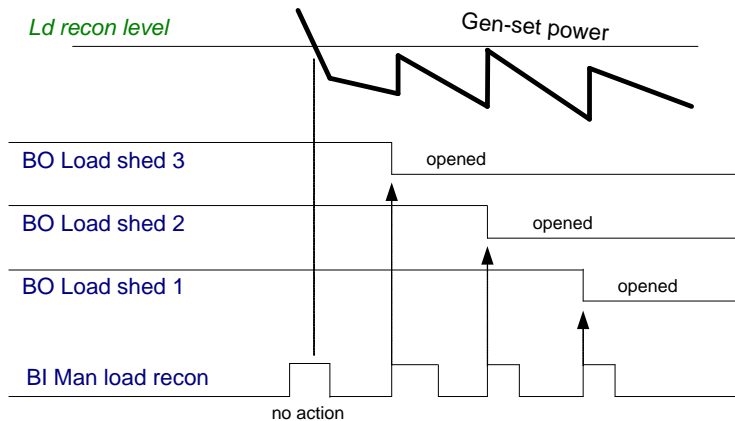 Ld recon level
Gen-set power
BO Load shed 3
opened
BO Load shed 2
opened
BO Load shed 1
opened
BI Man load recon
no action